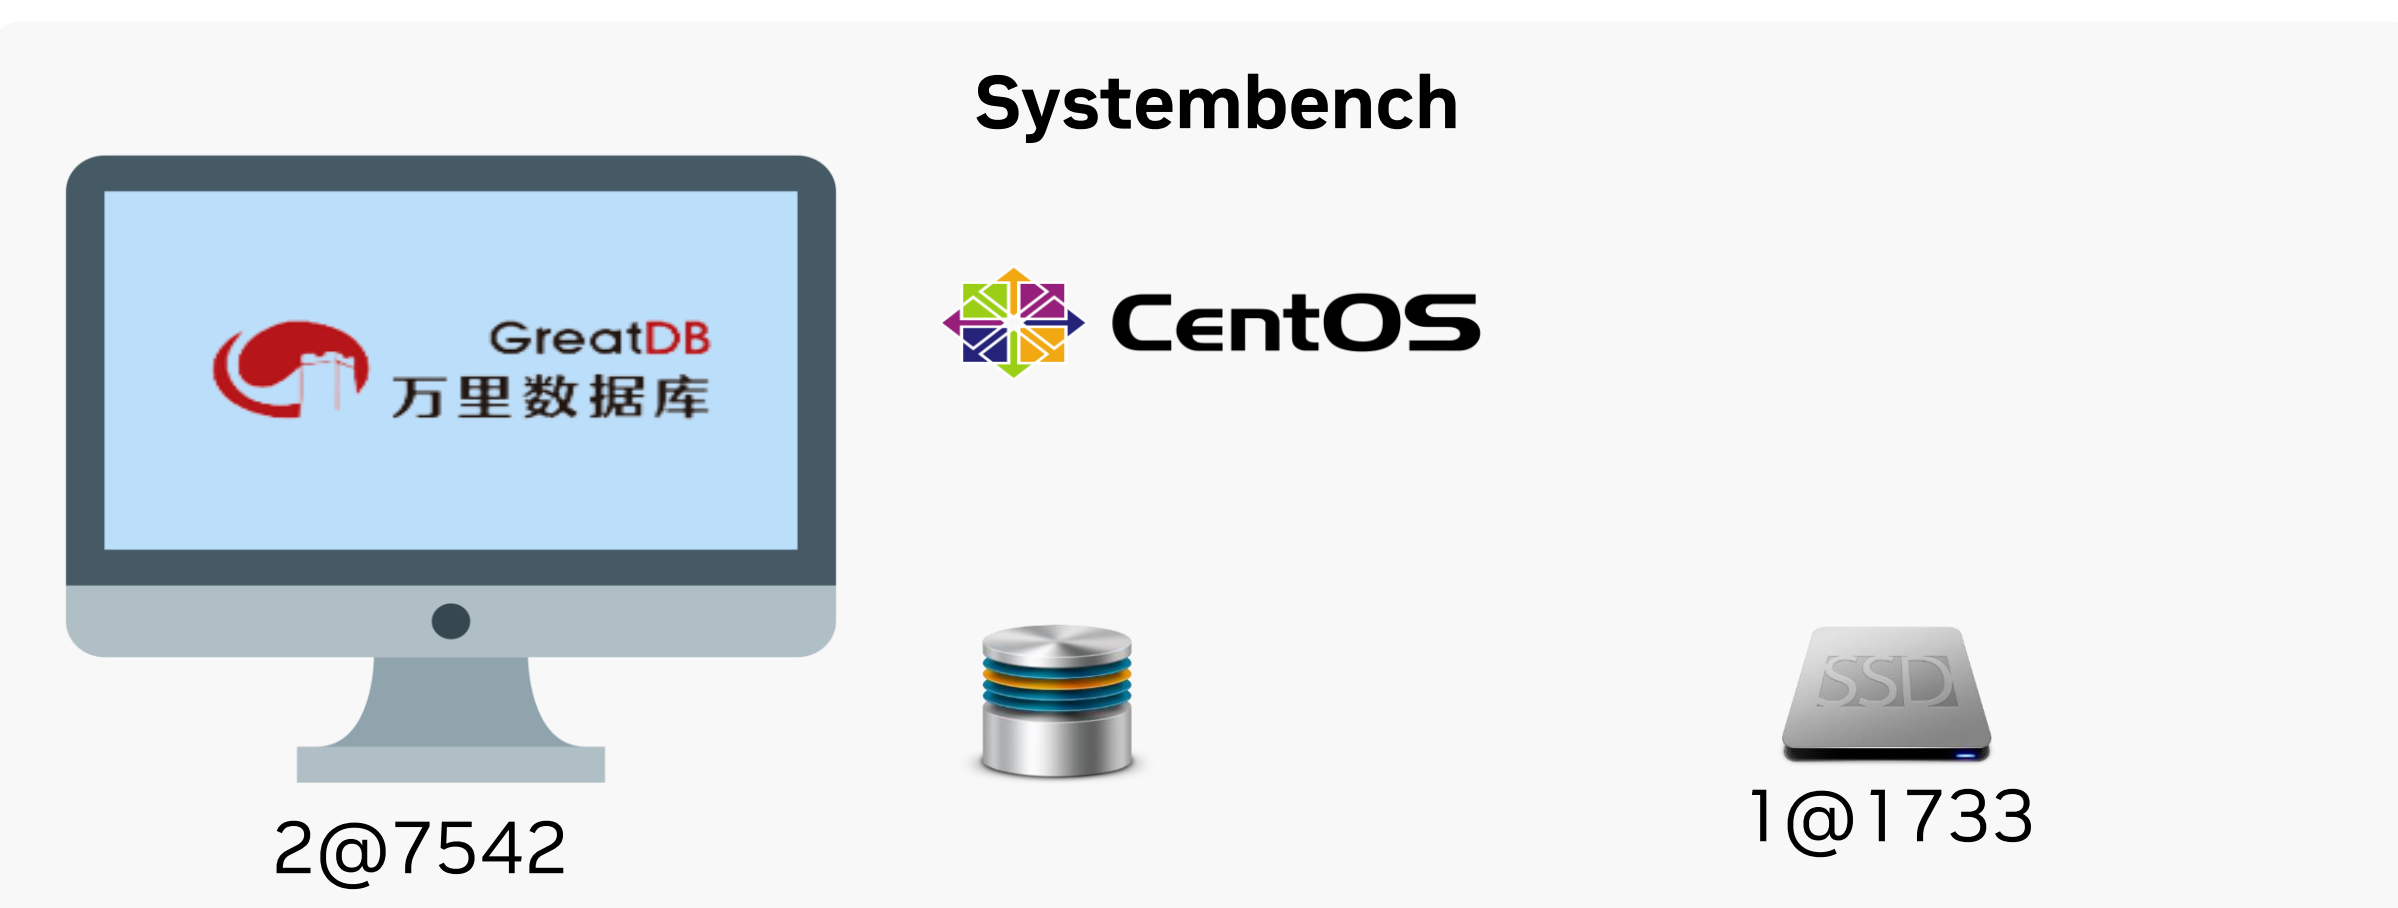 Systembench
GreatDB
万里数据库
CentOS
SSD
2@7542
1@1733